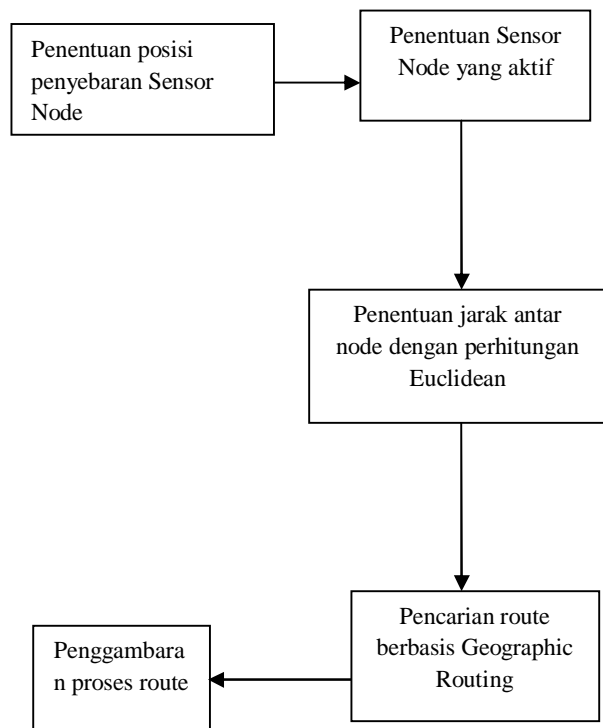 Penentuan posisi
penyebaran Sensor
Node
Penentuan Sensor
Node yang aktif
Penentuan jarak antar
node dengan perhitungan
Euclidean
Pencarian route
berbasis Geographic
Routing
Penggambara
n proses route